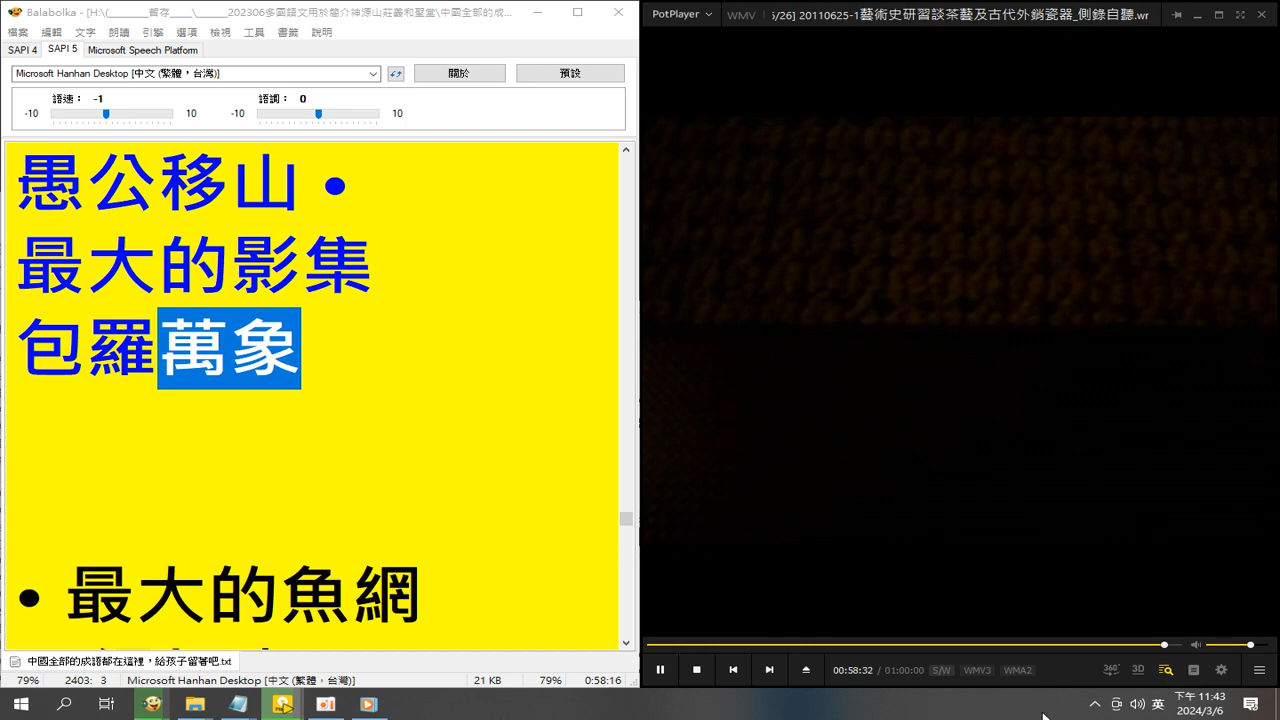 Balabolka - [H:\(______暫存____\______202306多國語文用於簡介神源山莊義和聖堂\中國全部的成...
檔案 編輯 文字 朗讀 引擎 選項 檢視 工具 書籤 說明
SAPI 4 SAPI 5 Microsoft Speech Platform
Microsoft Hanhan Desktop [中文 (繁體，台灣)]
關於 預設
語速： -1 語調： 0
-10 10 -10 10
愚公移山 •
最大的影集
包羅萬象
• 最大的魚網
中國全部的成語都在這裡，給孩子留著吧.txt
79% 2403: 3 Microsoft Hanhan Desktop [中文 (繁體，台灣)] 21 KB 79% 0:58:16
PotPlayer WMV 5/26] 20110625-1藝術史研習談茶藝及古代外銷瓷器_側錄自聽.wr
00:58:32 / 01:00:00 S/W WMV3 WMA2
360° 3D
英
下午 11:43
2024/3/6